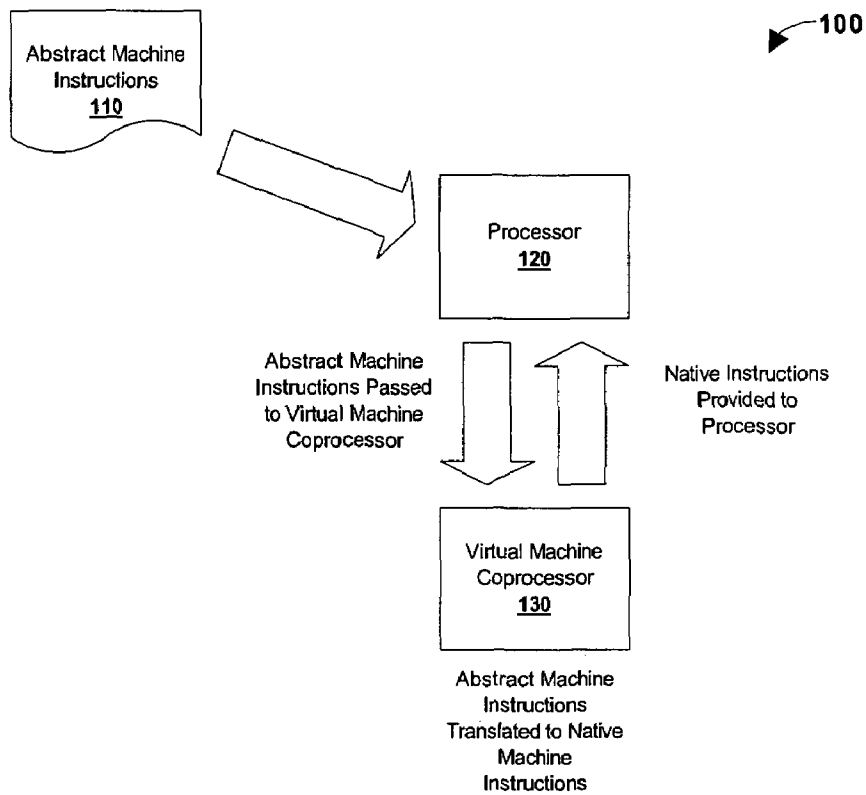 100
Abstract Machine
Instructions
110
Processor
120
Abstract Machine
Instructions Passed
to Virtual Machine
Coprocessor
Native Instructions
Provided to
Processor
Virtual Machine
Coprocessor
130
Abstract Machine
Instructions
Translated to Native
Machine
Instructions